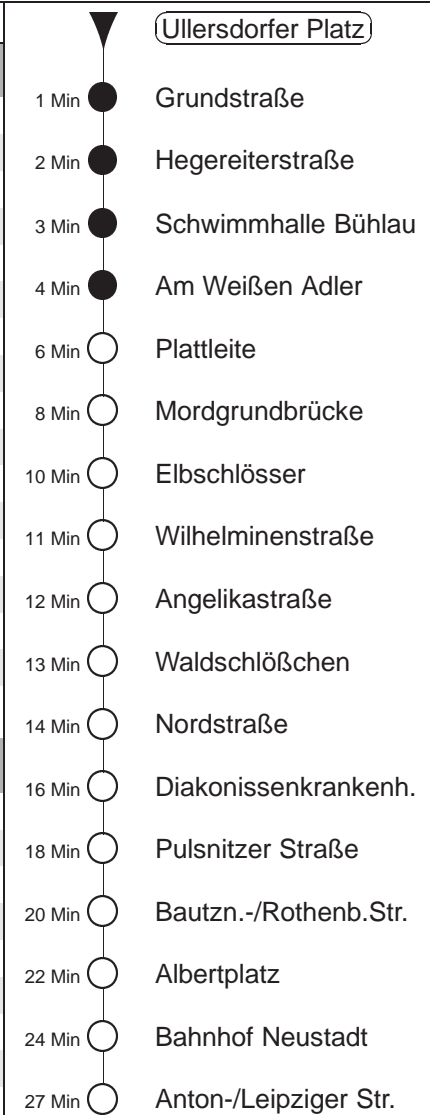 Ullersdorfer Platz
1 Min Grundstraße
2 Min Hegereiterstraße
3 Min Schwimmhalle Bühlau
4 Min Am Weißen Adler
6 Min Plattleite
8 Min Mordgrundbrücke
10 Min Elbschlösser
11 Min Wilhelminenstraße
12 Min Angelikastraße
13 Min Waldschlößchen
14 Min Nordstraße
16 Min Diakonissenkrankenh.
18 Min Pulsnitzer Straße
20 Min Bautzn.-/Rothenb.Str.
22 Min Albertplatz
24 Min Bahnhof Neustadt
27 Min Anton-/Leipziger Str.